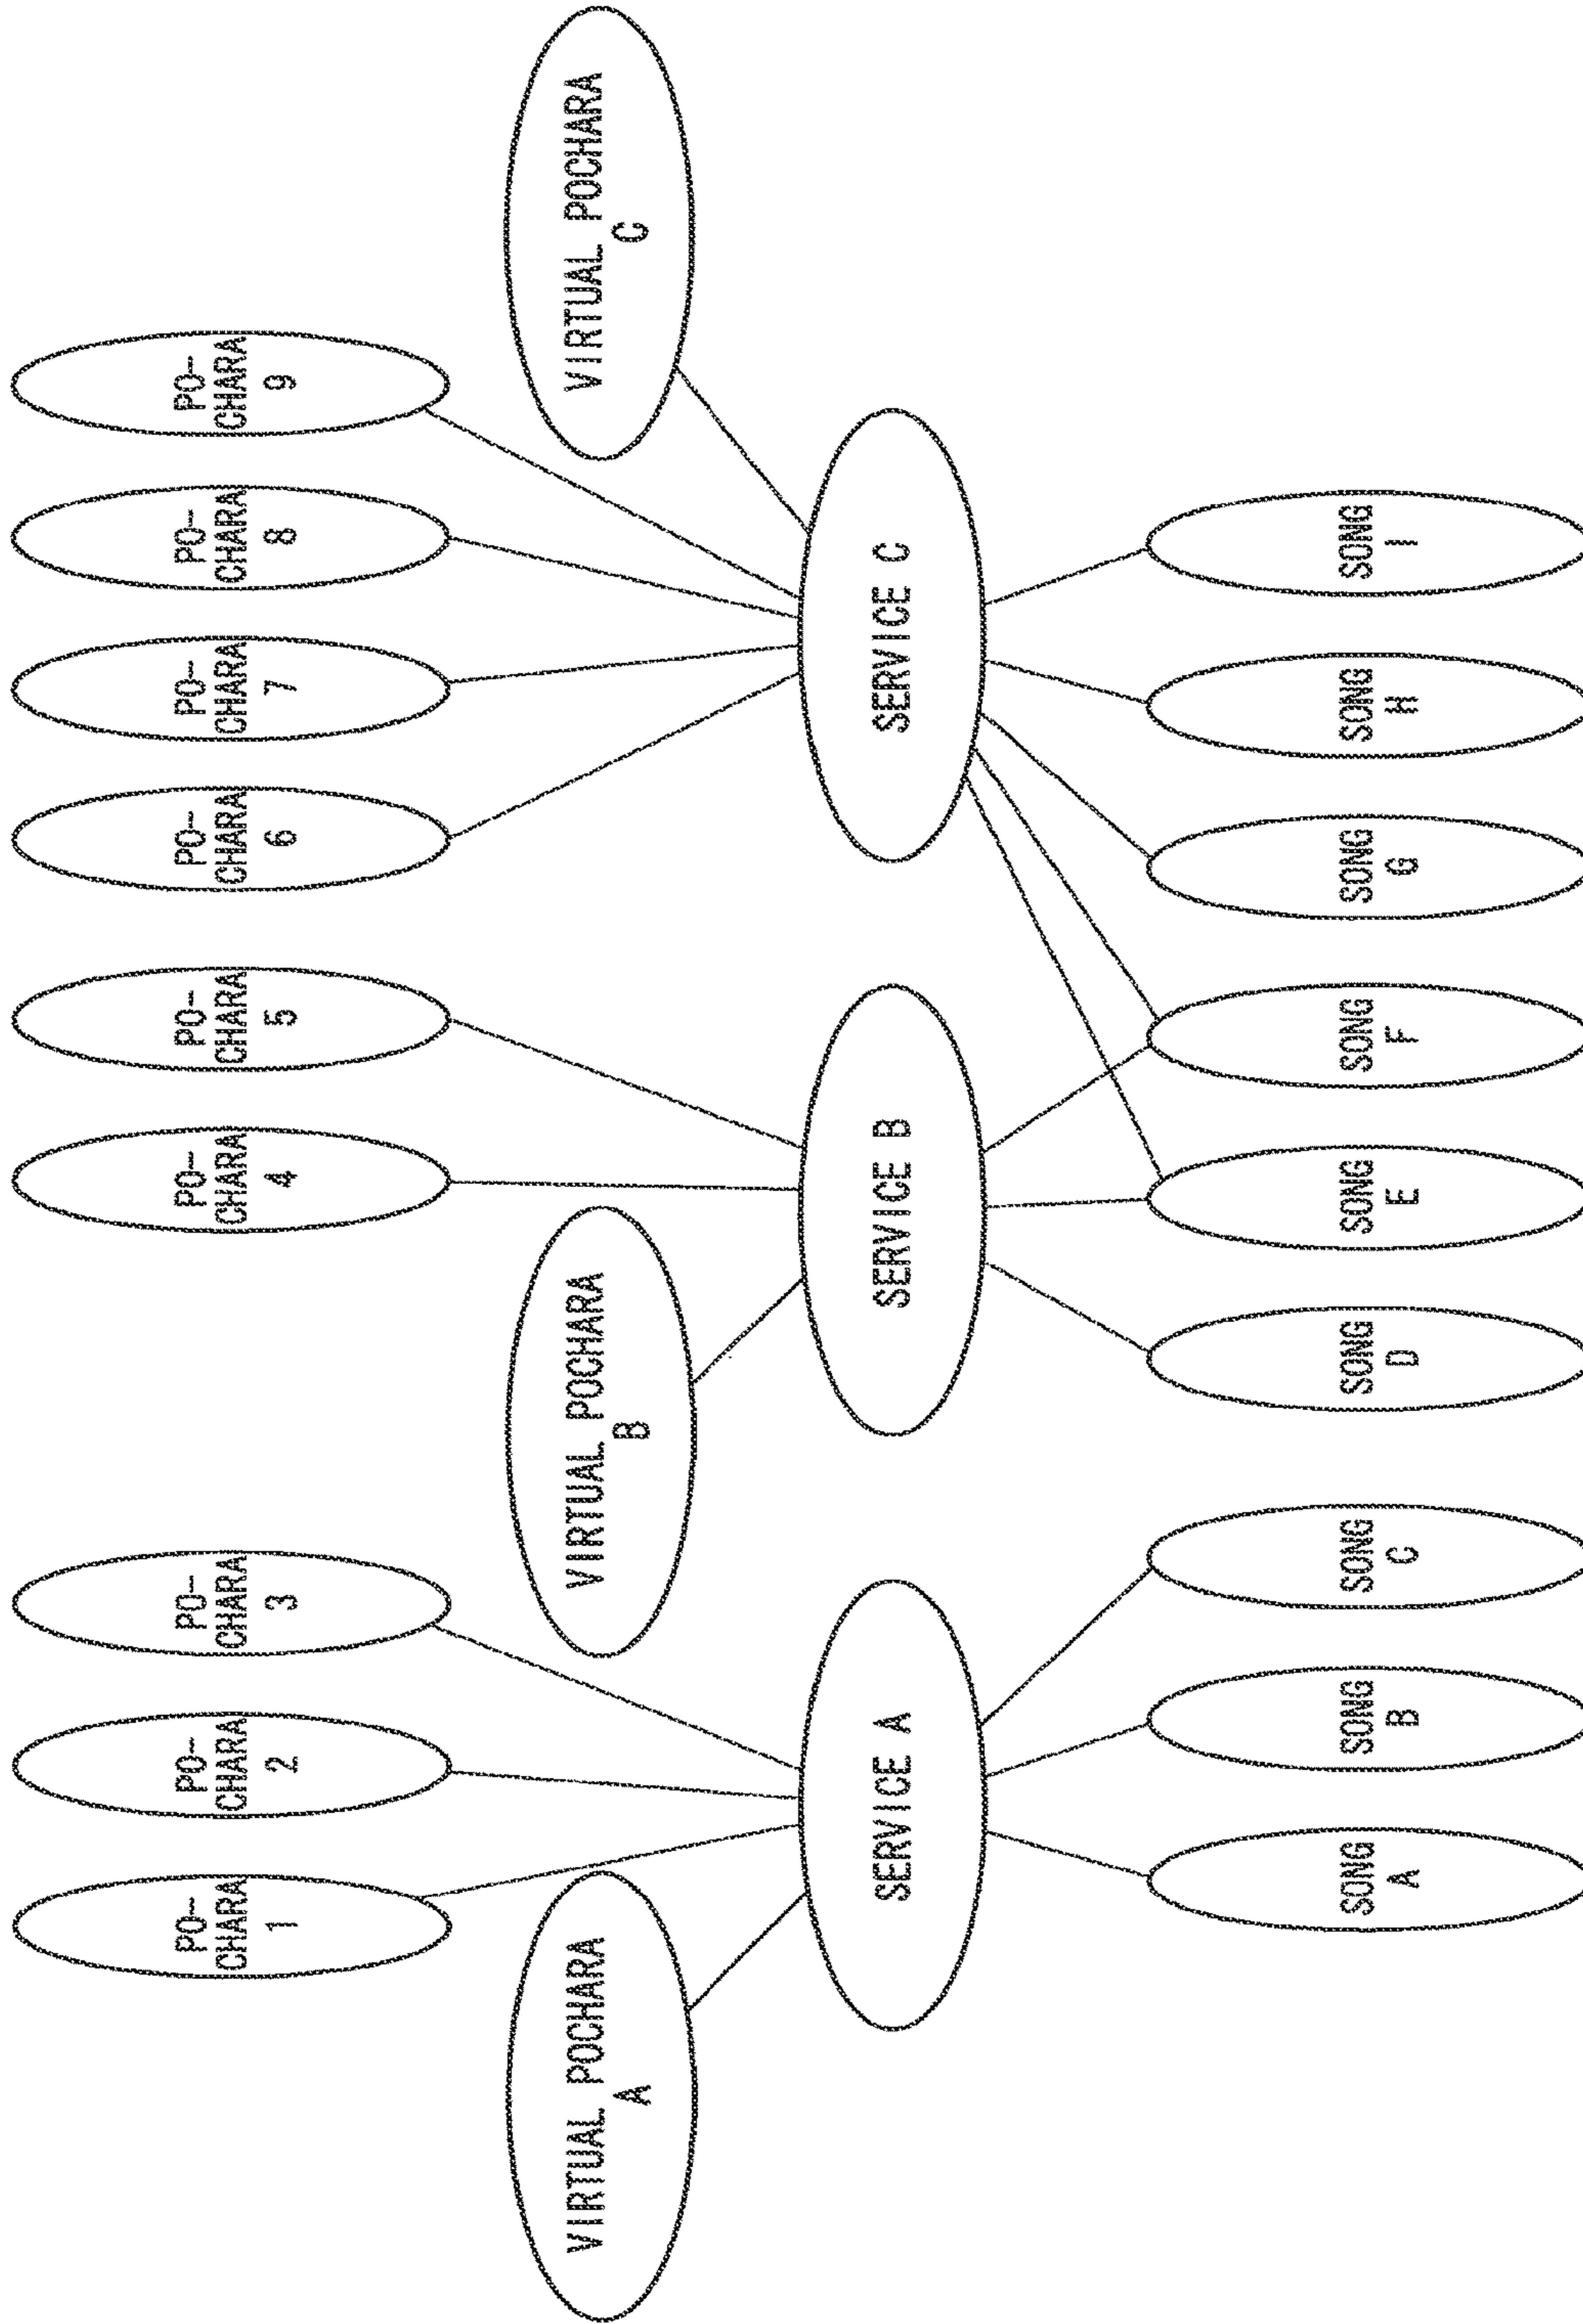 PO-
CHARA
1
PO-
CHARA
2
PO-
CHARA
3
PO-
CHARA
4
PO-
CHARA
5
PO-
CHARA
6
PO-
CHARA
7
PO-
CHARA
8
PO-
CHARA
9
VIRTUAL POCHARA
A
VIRTUAL POCHARA
B
VIRTUAL POCHARA
C
SERVICE A
SERVICE B
SERVICE C
SONG
A
SONG
B
SONG
C
SONG
D
SONG
E
SONG
F
SONG
G
SONG
H
SONG
I